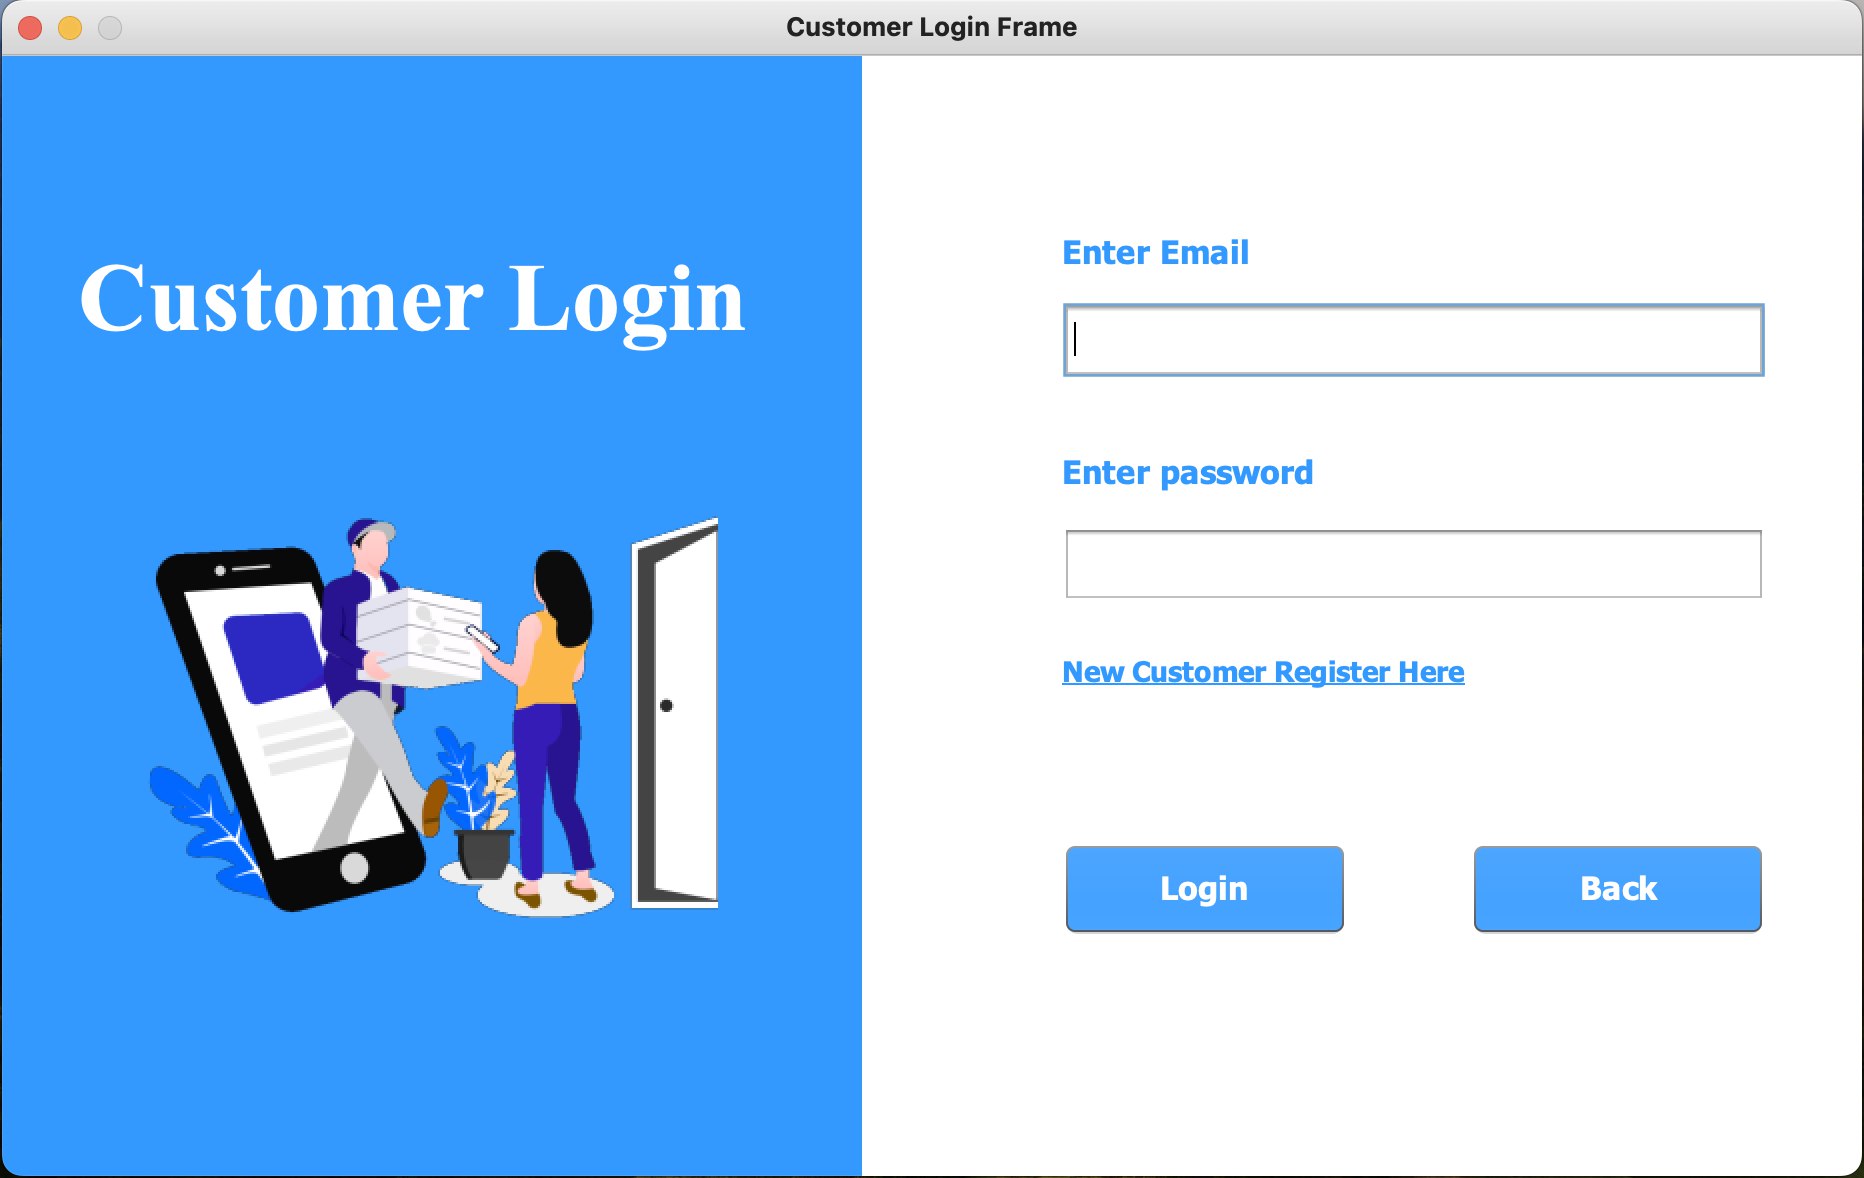 Customer Login Frame
Customer Login
Enter Email
Enter password
New Customer Register Here
Login
Back